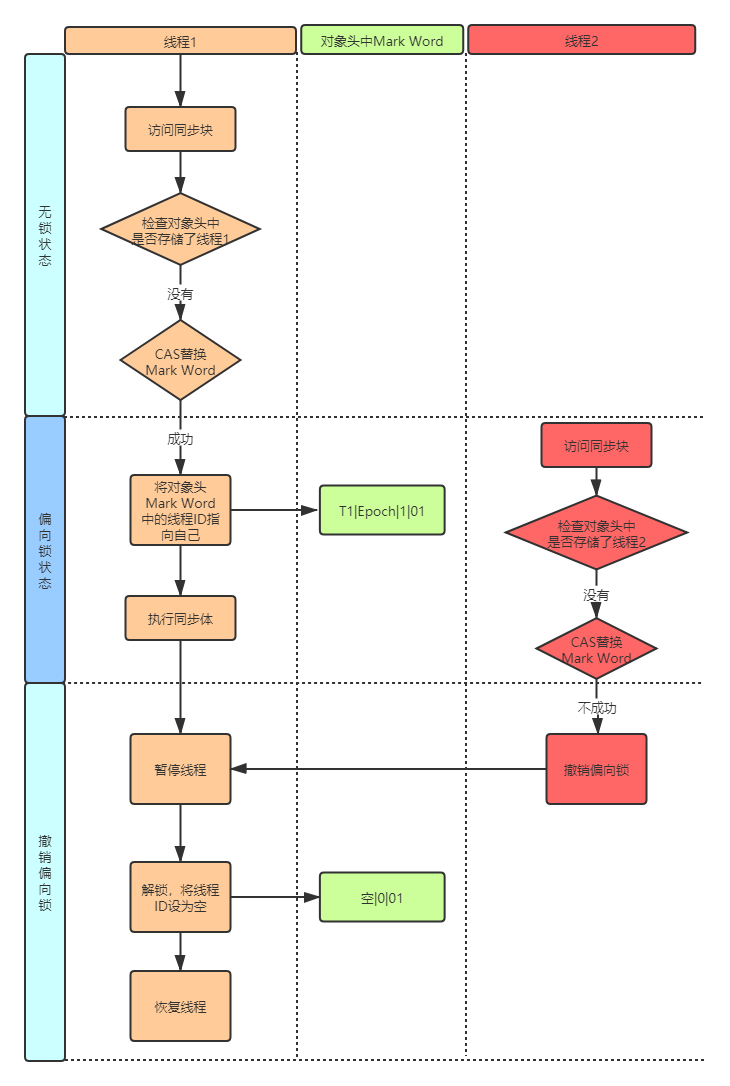 线程1
对象头中Mark Word
线程2
无
锁
状
态
访问同步块
检查对象头中
是否存储了线程1
没有
CAS替换
Mark Word
偏
向
锁
状
态
成功
将对象头
Mark Word
中的线程ID指
向自己
T1|Epoch|1|01
执行同步体
访问同步块
检查对象头中
是否存储了线程2
没有
CAS替换
Mark Word
撤
销
偏
向
锁
不成功
撤销偏向锁
暂停线程
解锁，将线程
ID设为空
空|0|01
恢复线程